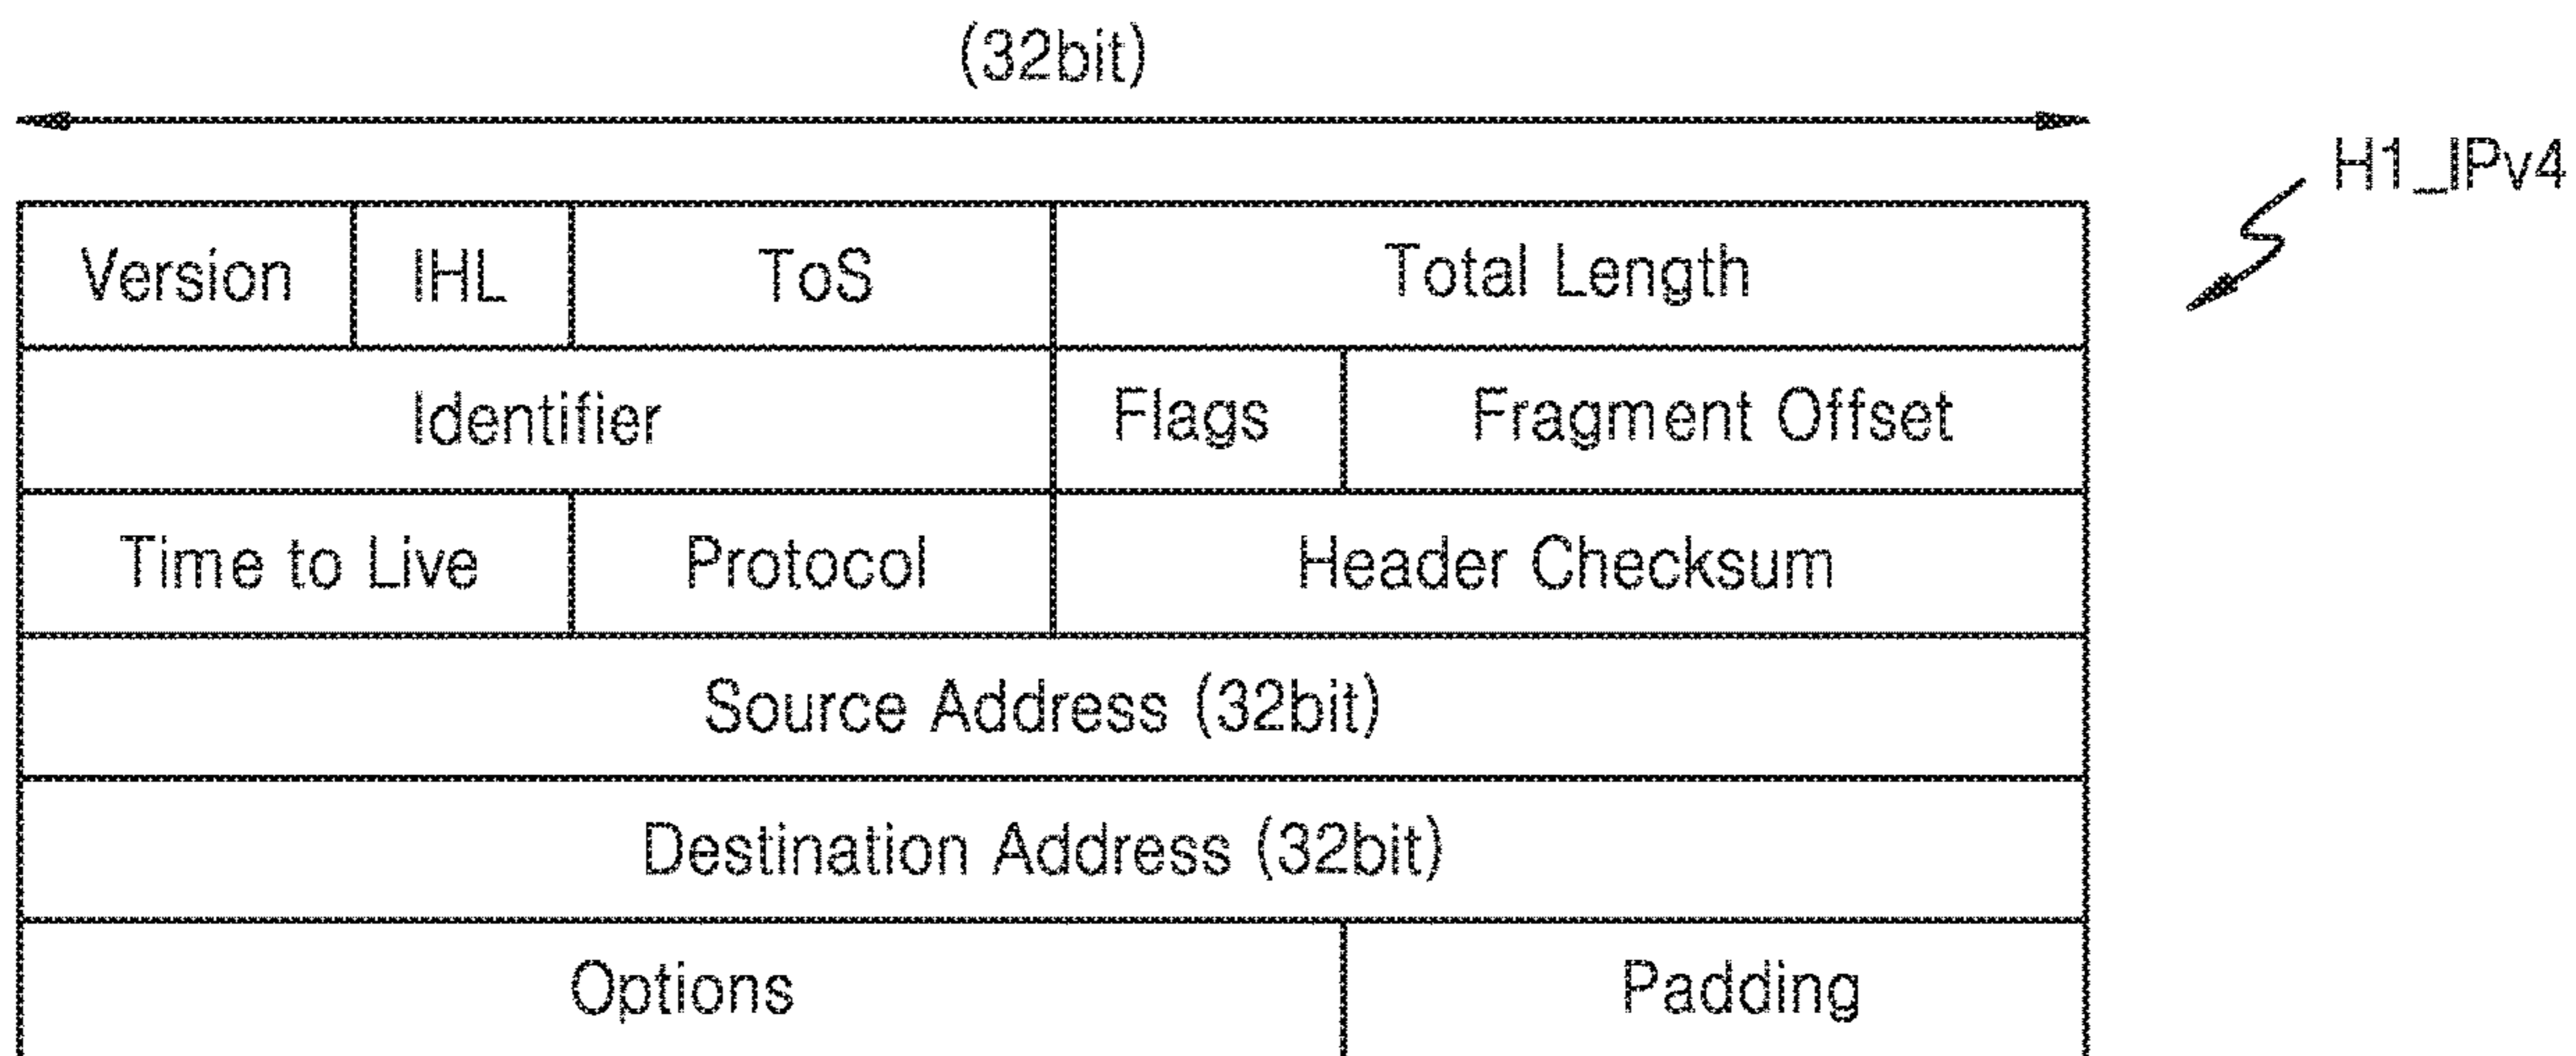 (32bit)
H1_IPv4
Version IHL ToS Total Length
Identifier Flags Fragment Offset
Time to Live Protocol Header Checksum
Source Address (32bit)
Destination Address (32bit)
Options Padding